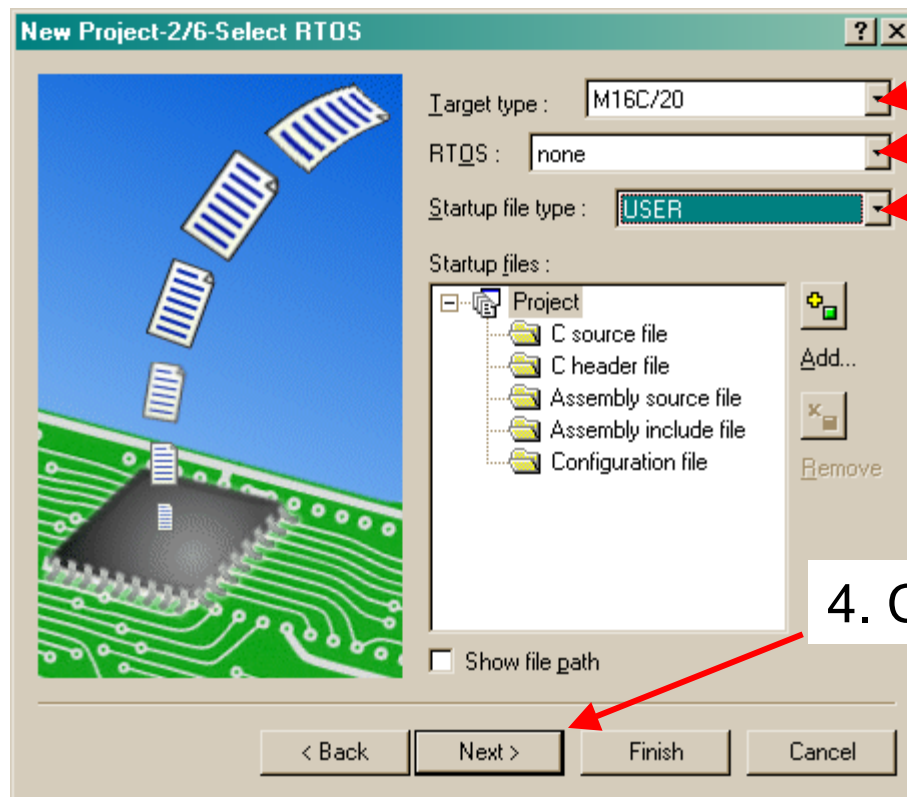 New Project-2/6-Select RTOS
Target type : M16C/20
RTOS : none
Startup file type : USER
Startup files :
Project
C source file
C header file
Assembly source file
Assembly include file
Configuration file
Add...
Remove
4. C
Show file path
< Back Next > Finish Cancel